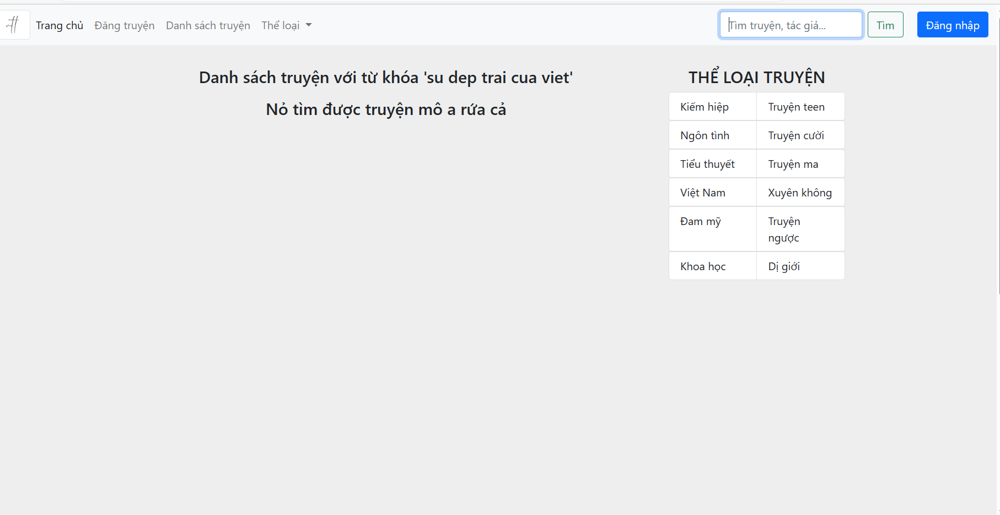 Trang chủ Đăng truyện Danh sách truyện Thể loại Tìm truyện, tác giả... Tìm Đăng nhập
Danh sách truyện với từ khóa 'su dep trai cua viet'
Nỏ tìm được truyện mô a rứa cả
THỂ LOẠI TRUYỆN
Kiếm hiệp Truyện teen
Ngôn tình Truyện cười
Tiểu thuyết Truyện ma
Việt Nam Xuyên không
Đam mỹ Truyện
ngược
Khoa học Dị giới